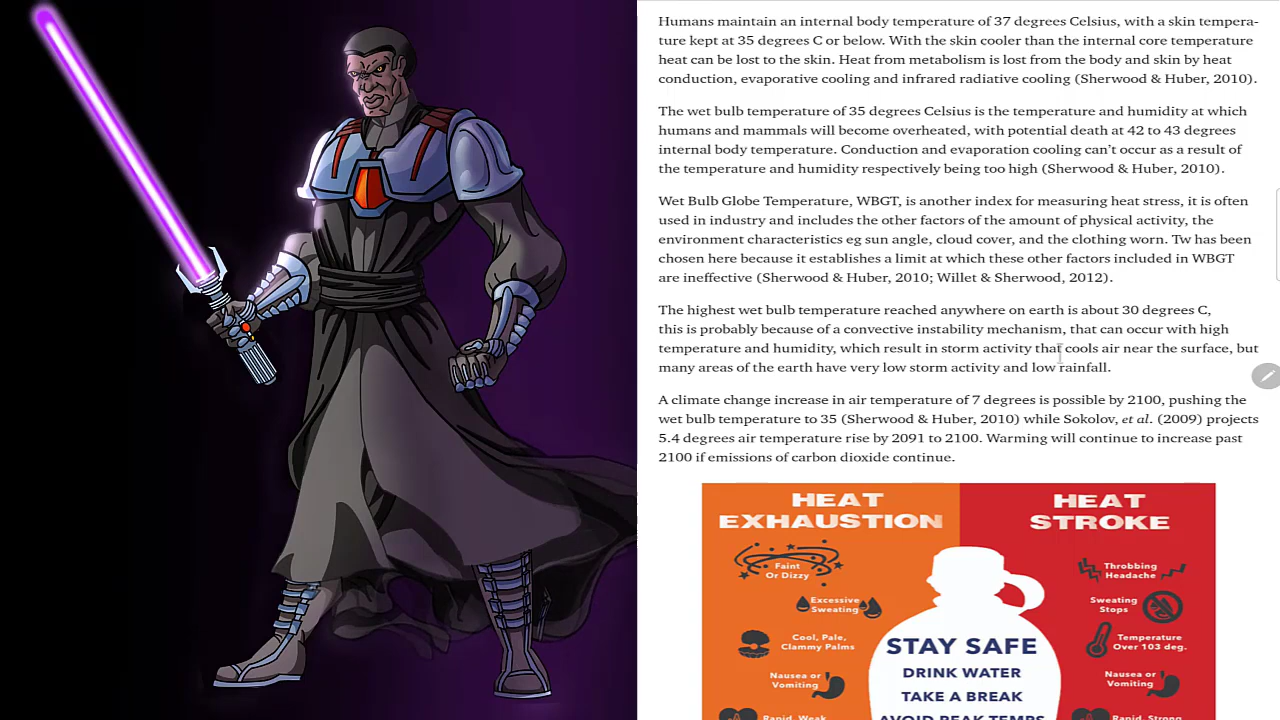 Humans maintain an internal body temperature of 37 degrees Celsius, with a skin tempera-
ture kept at 35 degrees C or below. With the skin cooler than the internal core temperature
heat can be lost to the skin. Heat from metabolism is lost from the body and skin by heat
conduction, evaporative cooling and infrared radiative cooling (Sherwood & Huber, 2010).
The wet bulb temperature of 35 degrees Celsius is the temperature and humidity at which
humans and mammals will become overheated, with potential death at 42 to 43 degrees
internal body temperature. Conduction and evaporation cooling can’t occur as a result of
the temperature and humidity respectively being too high (Sherwood & Huber, 2010).
Wet Bulb Globe Temperature, WBGT, is another index for measuring heat stress, it is often
used in industry and includes the other factors of the amount of physical activity, the
environment characteristics eg sun angle, cloud cover, and the clothing worn. Tw has been
chosen here because it establishes a limit at which these other factors included in WBGT
are ineffective (Sherwood & Huber, 2010; Willet & Sherwood, 2012).
The highest wet bulb temperature reached anywhere on earth is about 30 degrees C,
this is probably because of a convective instability mechanism, that can occur with high
temperature and humidity, which result in storm activity that cools air near the surface, but
many areas of the earth have very low storm activity and low rainfall.
A climate change increase in air temperature of 7 degrees is possible by 2100, pushing the
wet bulb temperature to 35 (Sherwood & Huber, 2010) while Sokolov, et al. (2009) projects
5.4 degrees air temperature rise by 2091 to 2100. Warming will continue to increase past
2100 if emissions of carbon dioxide continue.
HEAT
EXHAUSTION
Faint
Or Dizzy
Excessive
Sweating
Cool, Pale,
Clammy Palms
Nausea or
Vomiting
Rapid, Weak
STAY SAFE
DRINK WATER
TAKE A BREAK
AVOID PEAK TEMPS
HEAT
STROKE
Throbbing
Headache
Sweating
Stops
Temperature
Over 103 deg.
Nausea or
Vomiting
Rapid, Strong